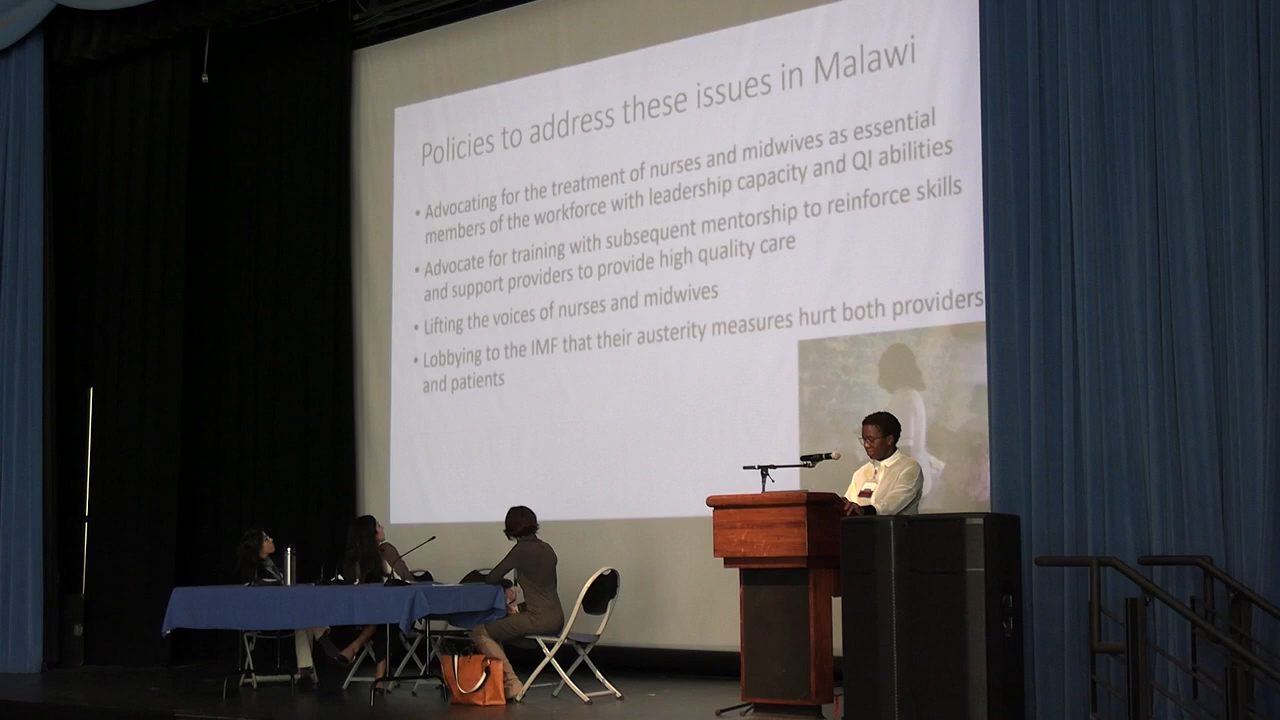 Policies to address these issues in Malawi
• Advocating for the treatment of nurses and midwives as essential
members of the workforce with leadership capacity and QI abilities
• Advocate for training with subsequent mentorship to reinforce skills
and support providers to provide high quality care
• Lifting the voices of nurses and midwives
• Lobbying to the IMF that their austerity measures hurt both providers
and patients